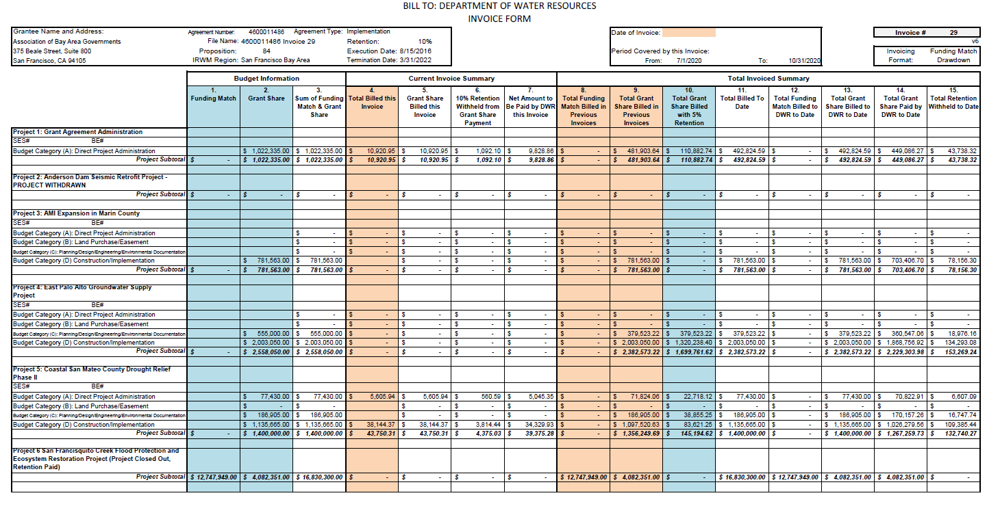 BILL TO: DEPARTMENT OF WATER RESOURCES
INVOICE FORM
Grantee Name and Address: Agreement Number: 4600011486 Agreement Type: Implementation Date of Invoice: Invoice # 29
Association of Bay Area Governments File Name: 4600011486 Invoice 29 Retention: 10% v6
375 Beale Street, Suite 800 Proposition: 84 Execution Date: 8/15/2016 Period Covered by this Invoice: Invoicing Funding Match
San Francisco, CA 94105 IRWM Region: San Francisco Bay Area Termination Date: 3/31/2022 From: 7/1/2020 To: 10/31/2020 Format: Drawdown
Budget Information Current Invoice Summary Total Invoiced Summary
1. 2. 3. 4. 5. 6. 7. 8. 9. 10. 11. 12. 13. 14. 15.
Funding Match Grant Share Sum of Funding Total Billed this Grant Share 10% Retention Net Amount to Total Funding Total Grant Total Grant Total Billed To Total Funding Total Grant Total Grant Total Retention
Match & Grant Invoice Billed this Withheld from Be Paid by DWR Match Billed in Share Billed in Share Billed Date Match Billed to Share Billed to Share Paid by Withheld to Date
Share Invoice Grant Share this Invoice Previous Previous with 5% DWR to Date DWR to Date DWR to Date
Payment Invoices Invoices Retention
Project 1: Grant Agreement Administration
SES# BE#
Budget Category (A): Direct Project Administration $ 1,022,335.00 $ 1,022,335.00 $ 10,920.95 $ 10,920.95 $ 1,092.10 $ 9,828.86 $ - $ 481,903.64 $ 110,882.74 $ 492,824.59 $ - $ 492,824.59 $ 449,086.27 $ 43,738.32
Project Subtotal $ - $ 1,022,335.00 $ 1,022,335.00 $ 10,920.95 $ 10,920.95 $ 1,092.10 $ 9,828.86 $ - $ 481,903.64 $ 110,882.74 $ 492,824.59 $ - $ 492,824.59 $ 449,086.27 $ 43,738.32
Project 2: Anderson Dam Seismic Retrofit Project -
PROJECT WITHDRAWN
Project Subtotal $ - $ - $ - $ - $ - $ - $ - $ - $ - $ - $ - $ - $ - $ - $ -
Project 3: AMI Expansion in Marin County
SES# BE#
Budget Category (A): Direct Project Administration $ - $ - $ - $ - $ - $ - $ - $ - $ - $ - $ - $ - $ -
Budget Category (B): Land Purchase/Easement $ - $ - $ - $ - $ - $ - $ - $ - $ - $ - $ - $ - $ -
Budget Category (C): Planning/Design/Engineering/Environmental Documentation $ - $ - $ - $ - $ - $ - $ - $ - $ - $ - $ - $ - $ -
Budget Category (D) Construction/Implementation $ 781,563.00 $ 781,563.00 $ - $ - $ - $ - $ 781,563.00 $ - $ 781,563.00 $ - $ 781,563.00 $ 703,406.70 $ 78,156.30
Project Subtotal $ - $ 781,563.00 $ 781,563.00 $ - $ - $ - $ - $ - $ 781,563.00 $ - $ 781,563.00 $ - $ 781,563.00 $ 703,406.70 $ 78,156.30
Project 4: East Palo Alto Groundwater Supply
Project
SES# BE#
Budget Category (A): Direct Project Administration $ - $ - $ - $ - $ - $ - $ - $ - $ - $ - $ - $ - $ -
Budget Category (B): Land Purchase/Easement $ - $ - $ - $ - $ - $ - $ - $ - $ - $ - $ - $ - $ -
Budget Category (C): Planning/Design/Engineering/Environmental Documentation $ 555,000.00 $ 555,000.00 $ - $ - $ - $ - $ - $ 379,523.22 $ 379,523.22 $ 379,523.22 $ - $ 379,523.22 $ 360,547.06 $ 18,976.16
Budget Category (D) Construction/Implementation $ 2,003,050.00 $ 2,003,050.00 $ - $ - $ - $ - $ - $ 2,003,050.00 $ 1,320,238.40 $ 2,003,050.00 $ - $ 2,003,050.00 $ 1,868,756.92 $ 134,293.08
Project Subtotal $ - $ 2,558,050.00 $ 2,558,050.00 $ - $ - $ - $ - $ - $ 2,382,573.22 $ 1,699,761.62 $ 2,382,573.22 $ - $ 2,382,573.22 $ 2,229,303.98 $ 153,269.24
Project 5: Coastal San Mateo County Drought Relief
Phase II
SES# BE#
Budget Category (A): Direct Project Administration $ 77,430.00 $ 77,430.00 $ 5,605.94 $ 5,605.94 $ 560.59 $ 5,045.35 $ - $ 71,824.06 $ 22,718.12 $ 77,430.00 $ - $ 77,430.00 $ 70,822.91 $ 6,607.09
Budget Category (B): Land Purchase/Easement $ - $ - $ - $ - $ - $ - $ - $ - $ - $ - $ - $ - $ -
Budget Category (C): Planning/Design/Engineering/Environmental Documentation $ 186,905.00 $ 186,905.00 $ - $ - $ - $ - $ 186,905.00 $ 38,855.25 $ 186,905.00 $ - $ 186,905.00 $ 170,157.26 $ 16,747.74
Budget Category (D) Construction/Implementation $ 1,135,665.00 $ 1,135,665.00 $ 38,144.37 $ 38,144.37 $ 3,814.44 $ 34,329.93 $ - $ 1,097,520.63 $ 83,621.25 $ 1,135,665.00 $ - $ 1,135,665.00 $ 1,026,279.56 $ 109,385.44
Project Subtotal $ - $ 1,400,000.00 $ 1,400,000.00 $ 43,750.31 $ 43,750.31 $ 4,375.03 $ 39,375.28 $ - $ 1,356,249.69 $ 145,194.62 $ 1,400,000.00 $ - $ 1,400,000.00 $ 1,267,259.73 $ 132,740.27
Project 6 San Francisquito Creek Flood Protection and
Ecosystem Restoration Project (Project Closed Out,
Retention Paid)
Project Subtotal $ 12,747,949.00 $ 4,082,351.00 $ 16,830,300.00 $ - $ - $ - $ - $ 12,747,949.00 $ 4,082,351.00 $ - $ 16,830,300.00 $ 12,747,949.00 $ 4,082,351.00 $ 4,082,351.00 $ -